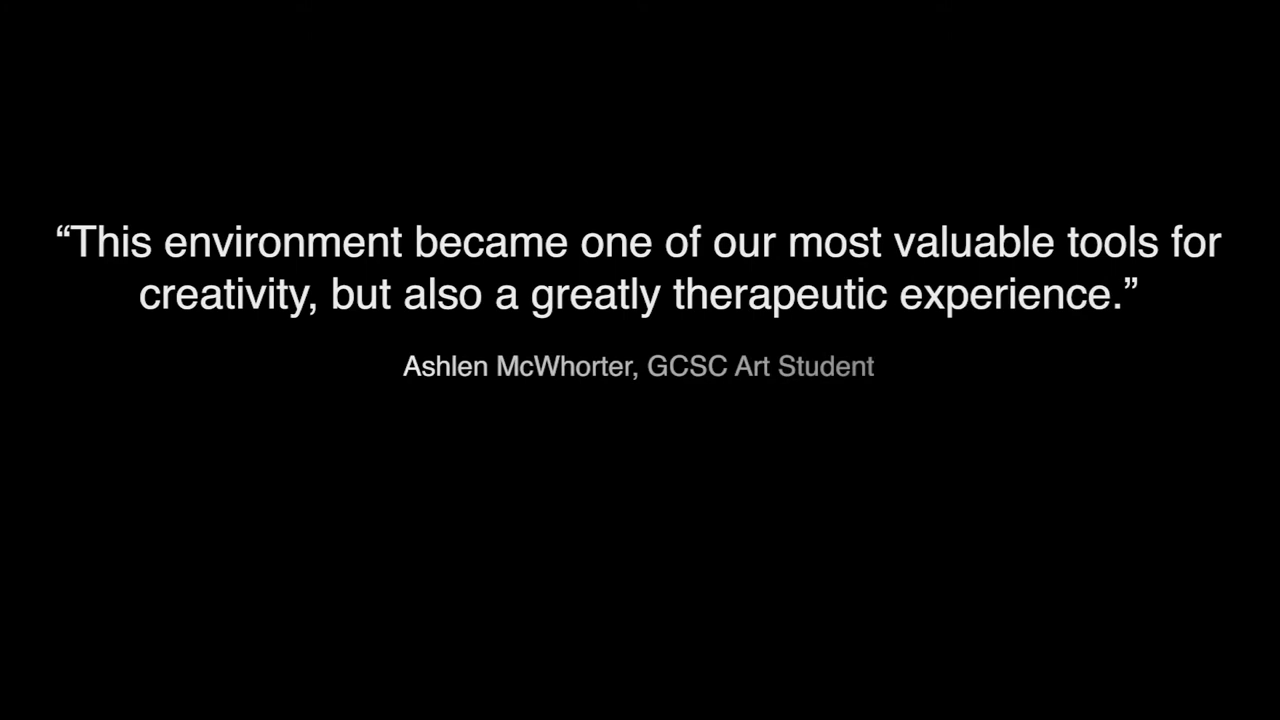 “This environment became one of our most valuable tools for
creativity, but also a greatly therapeutic experience.”
Ashlen McWhorter, GCSC Art Student